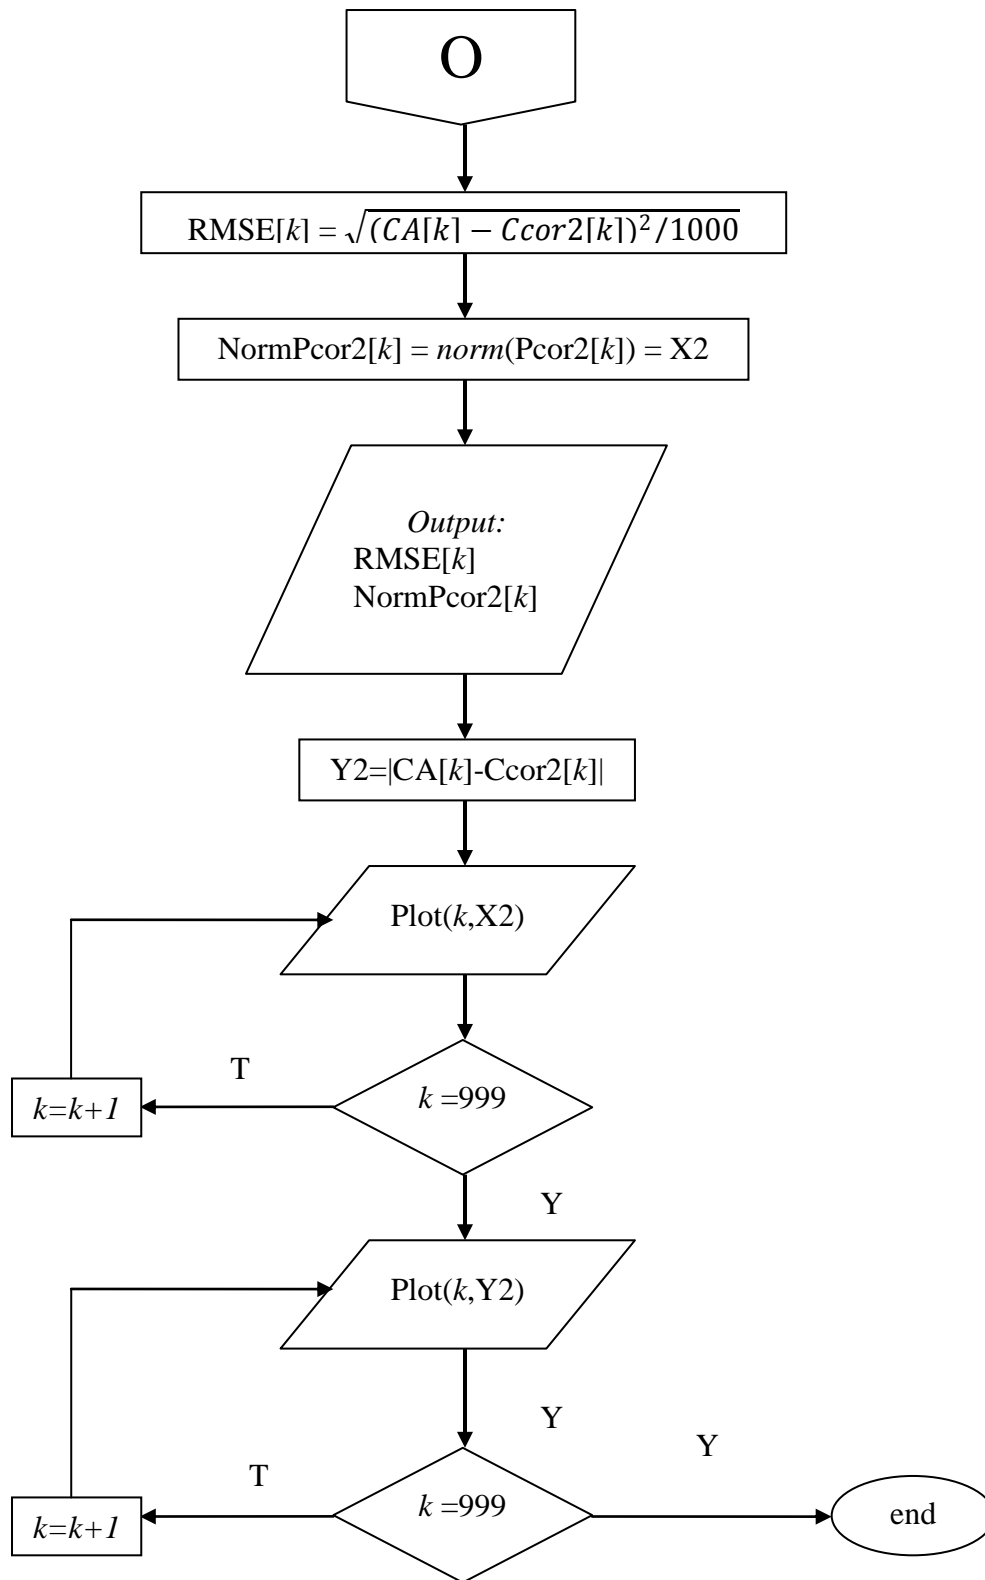 O
RMSE[k] = √(CA[k] − Ccor2[k])²/1000
NormPcor2[k] = norm(Pcor2[k]) = X2
Output:
RMSE[k]
NormPcor2[k]
Y2=|CA[k]-Ccor2[k]|
Plot(k,X2)
T
k =999
k=k+1
Y
Plot(k,Y2)
Y
Y
T
k =999
k=k+1
end